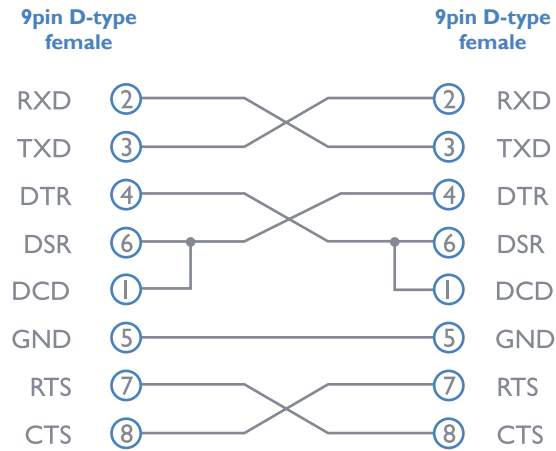 9pin D-type female 9pin D-type female
RXD 2 2 RXD
TXD 3 3 TXD
DTR 4 4 DTR
DSR 6 6 DSR
DCD 1 1 DCD
GND 5 5 GND
RTS 7 7 RTS
CTS 8 8 CTS